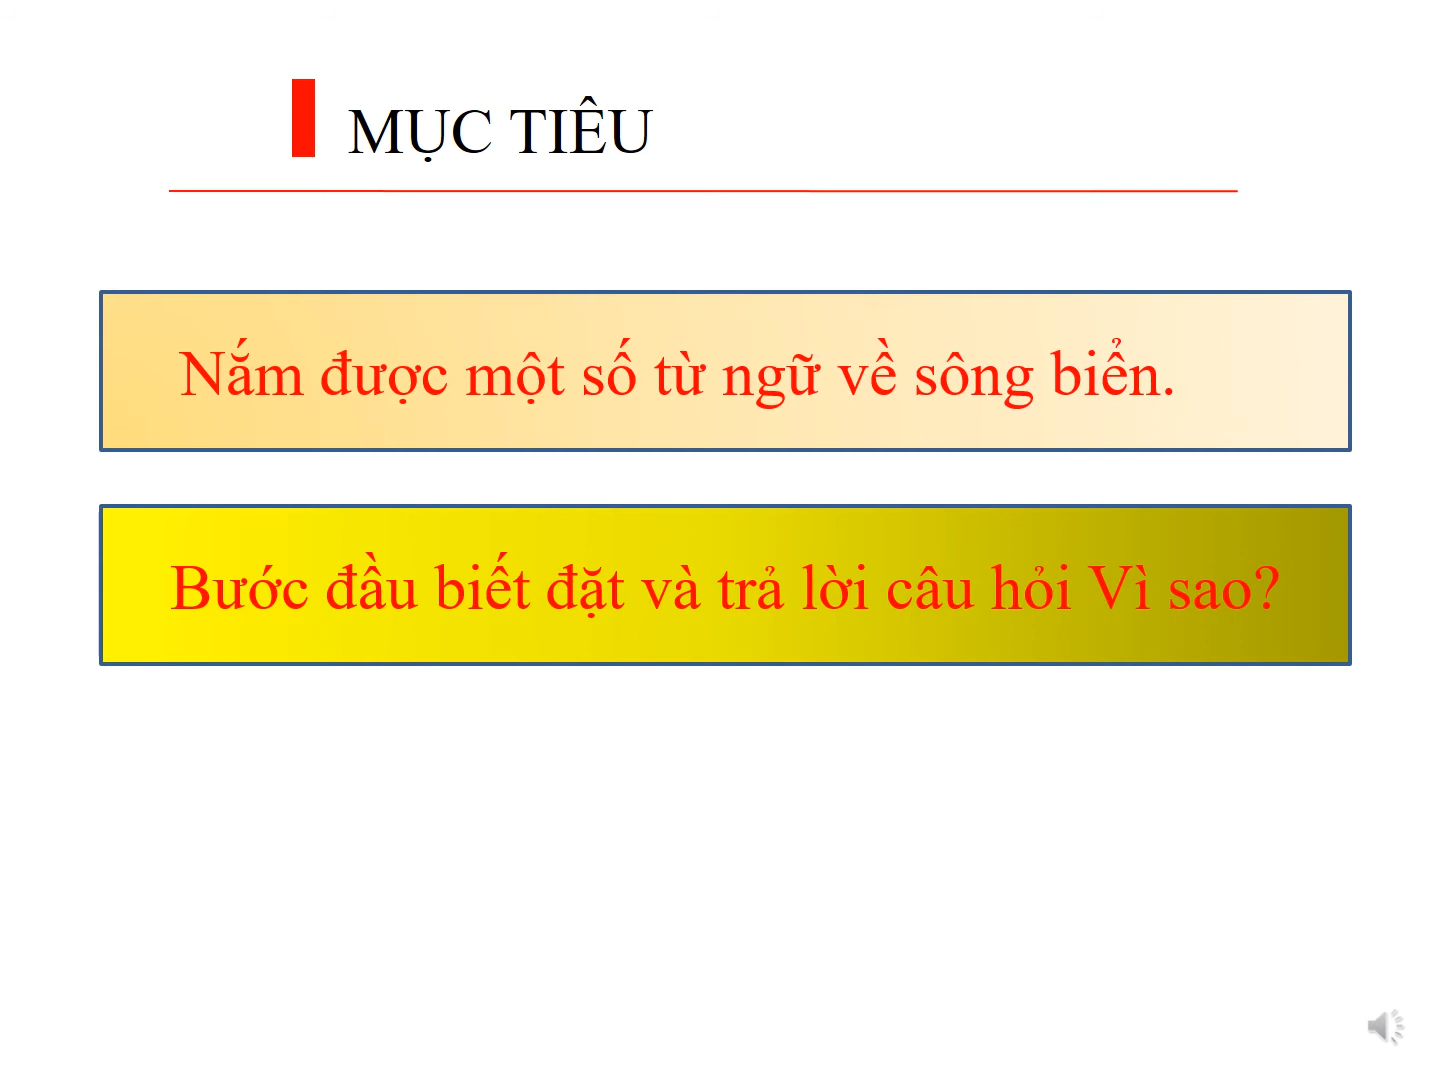 MỤC TIÊU
Nắm được một số từ ngữ về sông biển.
Bước đầu biết đặt và trả lời câu hỏi Vì sao?